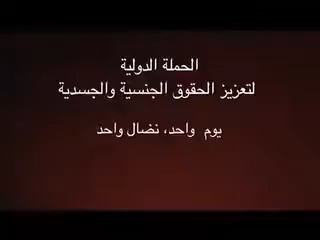 الحملة الدولية
لتعزيز الحقوق الجنسية والجسدية
يوم واحد، نضال واحد